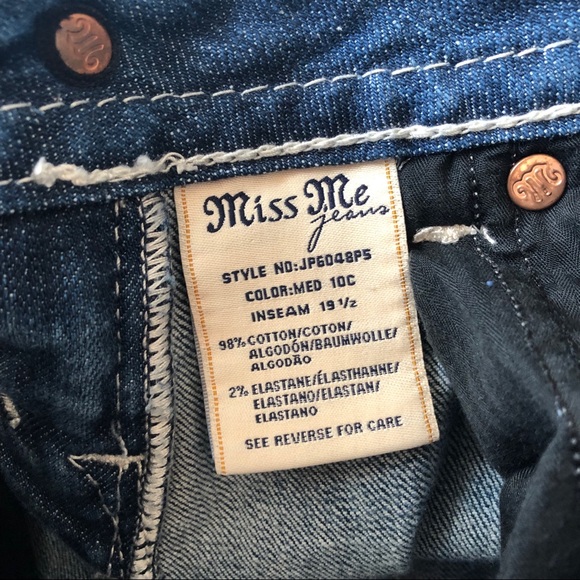 Miss Me
jeans
STYLE NO:JP6048P5
COLOR:MED 10C
INSEAM 19 ½
98% COTTON/COTON/
ALGODÓN/BAUMWOLLE/
ALGODÃO
2% ELASTANE/ÉLASTHANNE/
ELASTANO/ELASTAN/
ELASTANO
SEE REVERSE FOR CARE